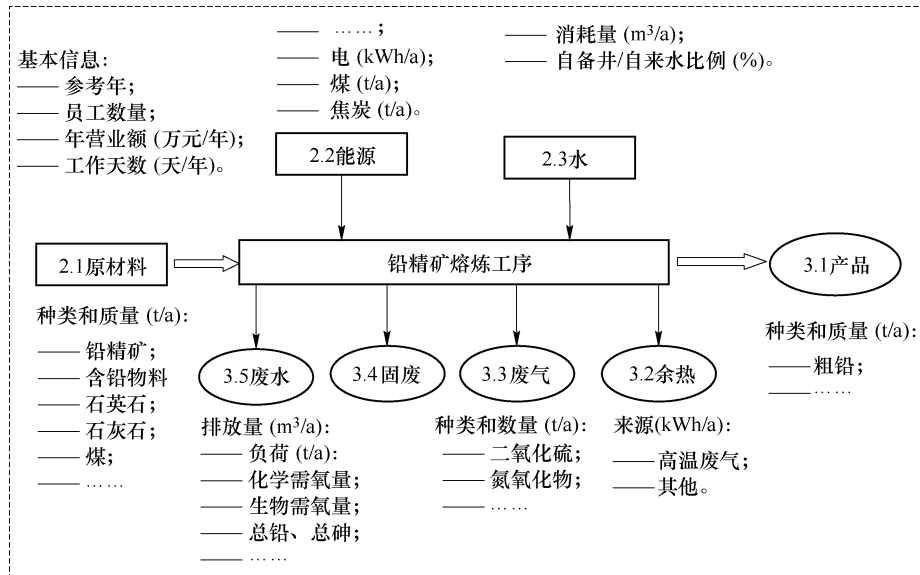 基本信息：
—— 参考年；
—— 员工数量；
—— 年营业额 (万元/年)；
—— 工作天数 (天/年)。
—— ……；
—— 电 (kWh/a)；
—— 煤 (t/a)；
—— 焦炭 (t/a)。
—— 消耗量 (m³/a)；
—— 自备井/自来水比例 (%)。
2.2能源
2.3水
2.1原材料
铅精矿熔炼工序
3.1产品
种类和质量 (t/a)：
—— 铅精矿；
—— 含铅物料
—— 石英石；
—— 石灰石；
—— 煤；
—— ……
3.5废水
3.4固废
3.3废气
3.2余热
排放量 (m³/a)：
—— 负荷 (t/a)：
—— 化学需氧量；
—— 生物需氧量；
—— 总铅、总砷；
—— ……
种类和数量 (t/a)：
—— 二氧化硫；
—— 氮氧化物；
—— ……
来源(kWh/a)：
—— 高温废气；
—— 其他。
种类和质量 (t/a)：
—— 粗铅；
—— ……